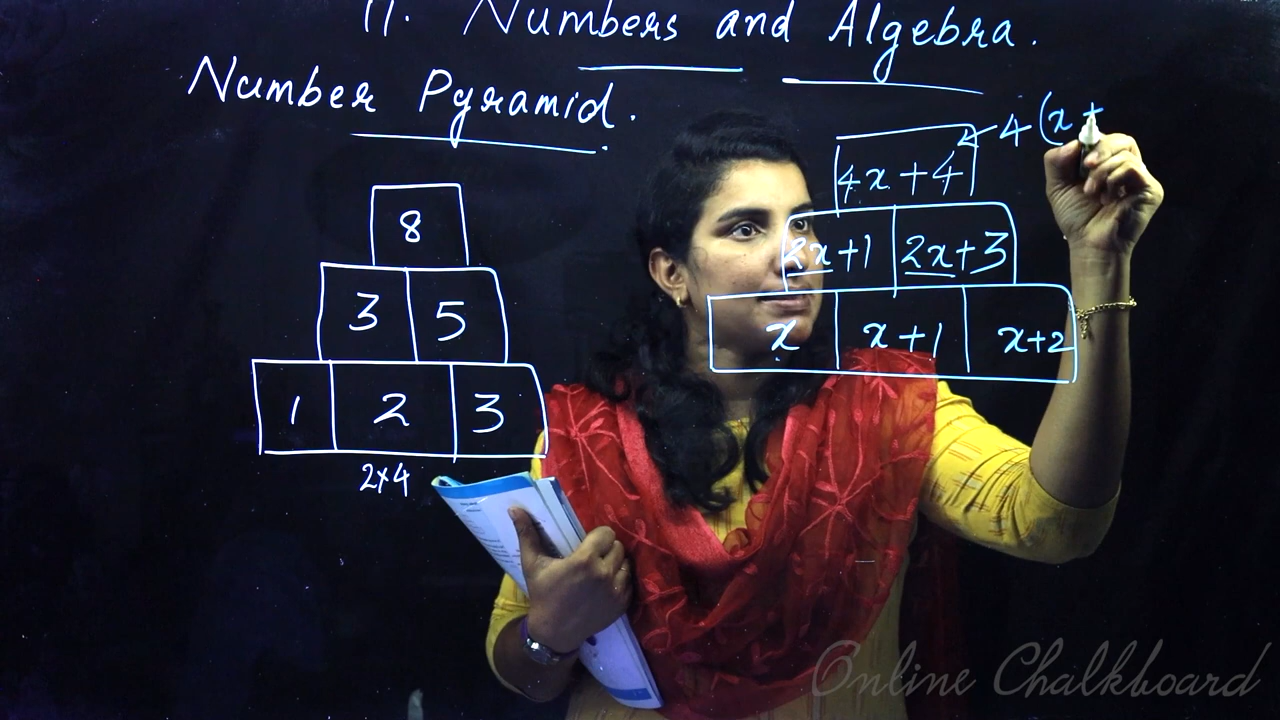 11. Numbers and Algebra.
Number Pyramid.
8
3 5
1 2 3
2×4
4(x+
4x+4
2x+1 2x+3
x x+1 x+2
Online Chalkboard